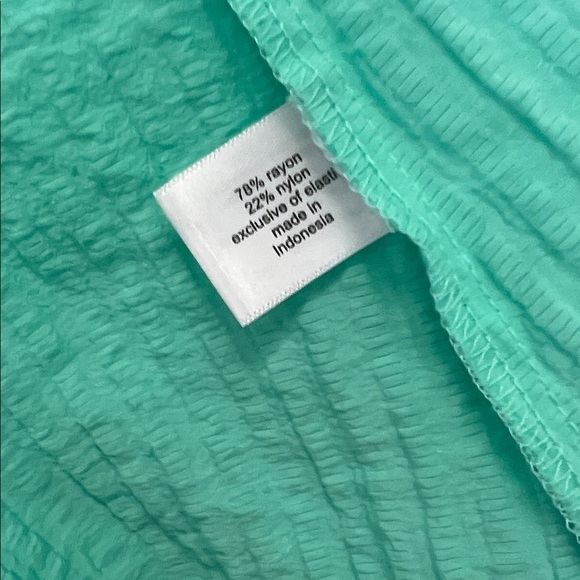 78% rayon
22% nylon
exclusive of elasti
made in
Indonesia